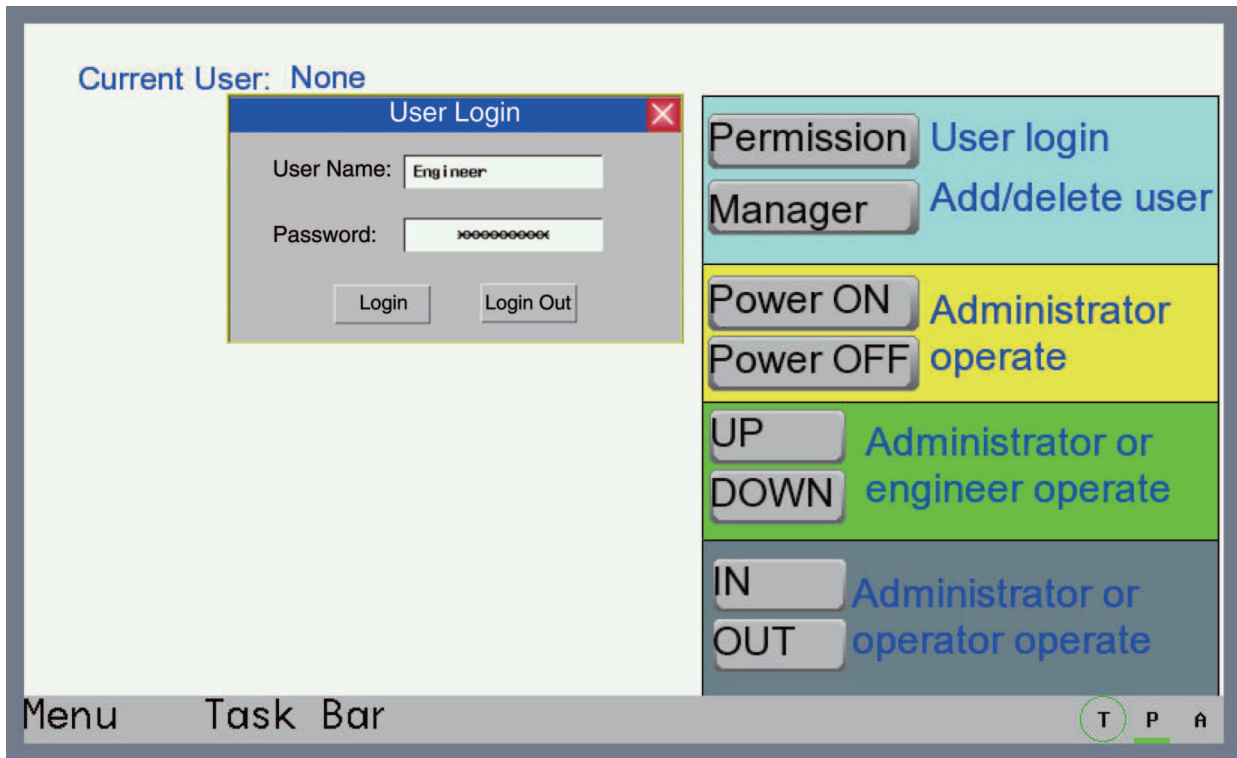 Current User: None
User Login
User Name: Engineer
Password: **********
Login Login Out
Permission User login
Manager Add/delete user
Power ON Administrator
Power OFF operate
UP Administrator or
DOWN engineer operate
IN Administrator or
OUT operator operate
Menu Task Bar T P A